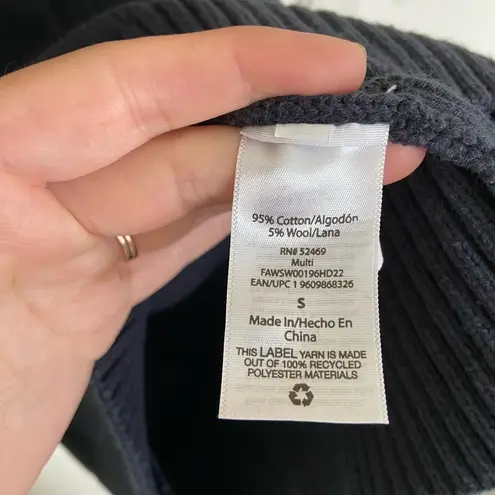 95% Cotton/Algodón
5% Wool/Lana
RN# 52469
Multi
FAWSW00196HD22
EAN/UPC 1 9609868326
S
Made In/Hecho En
China
THIS LABEL YARN IS MADE
OUT OF 100% RECYCLED
POLYESTER MATERIALS